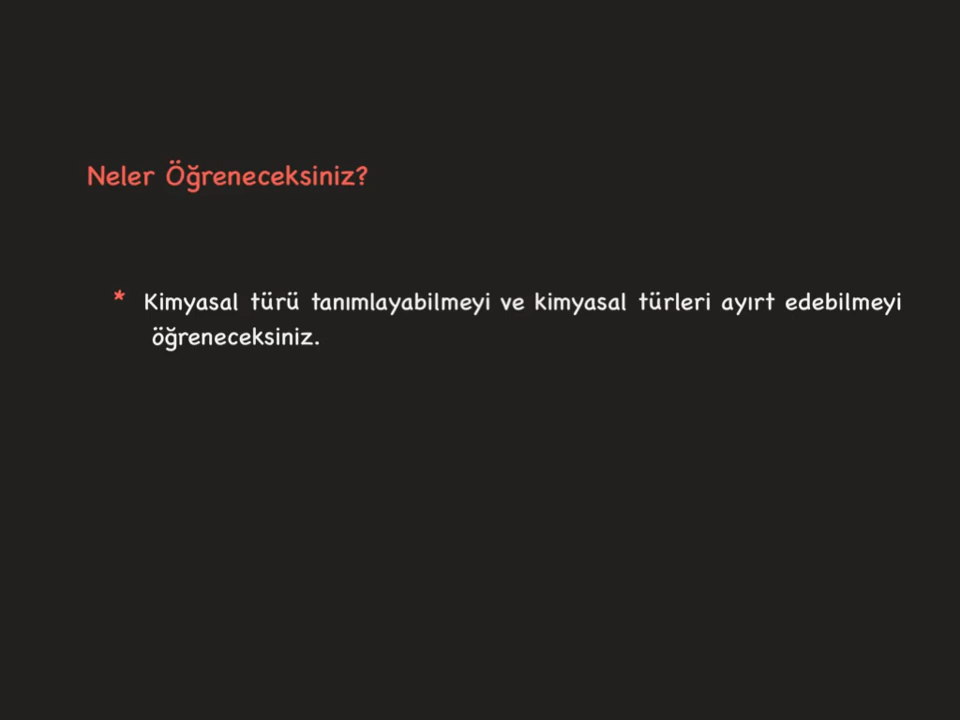 Neler Öğreneceksiniz?
* Kimyasal türü tanımlayabilmeyi ve kimyasal türleri ayırt edebilmeyi
öğreneceksiniz.